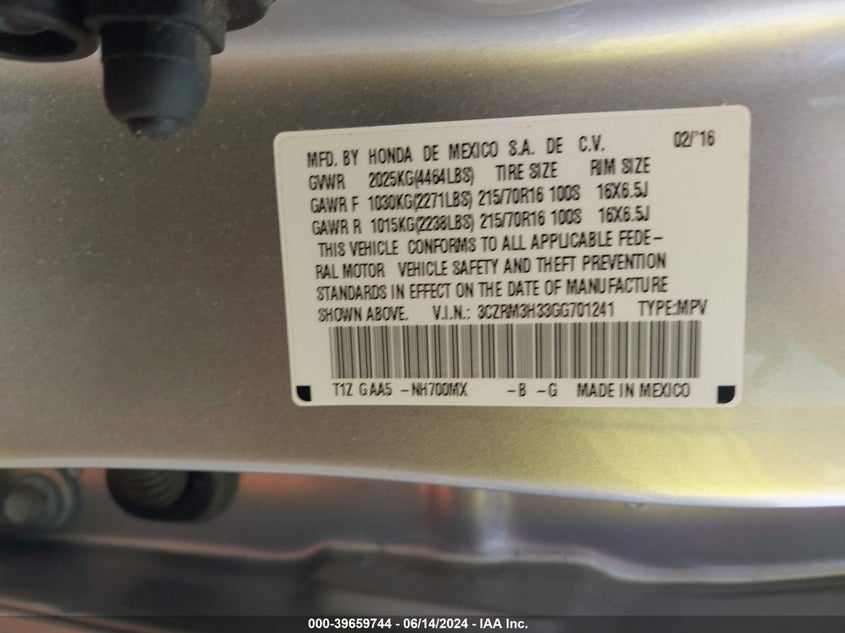 MFD. BY HONDA DE MEXICO S.A. DE C.V. 02/'16
GVWR 2025KG(4464LBS) TIRE SIZE RIM SIZE
GAWR F 1030KG(2271LBS) 215/70R16 100S 16X6.5J
GAWR R 1015KG(2238LBS) 215/70R16 100S 16X6.5J
THIS VEHICLE CONFORMS TO ALL APPLICABLE FEDE-
RAL MOTOR VEHICLE SAFETY AND THEFT PREVENTION
STANDARDS IN EFFECT ON THE DATE OF MANUFACTURE
SHOWN ABOVE. V.I.N.: 3CZRM3H33GG701241 TYPE:MPV
T1Z GAA5 -NH700MX -B -G MADE IN MEXICO
000-39659744 - 06/14/2024 - IAA Inc.